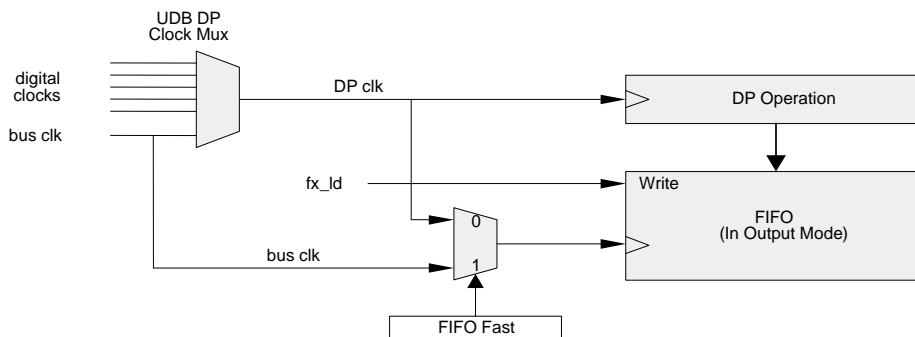 UDB DP
Clock Mux
digital
clocks
DP clk
DP Operation
bus clk
fx_ld
Write
FIFO
(In Output Mode)
0
bus clk
1
FIFO Fast